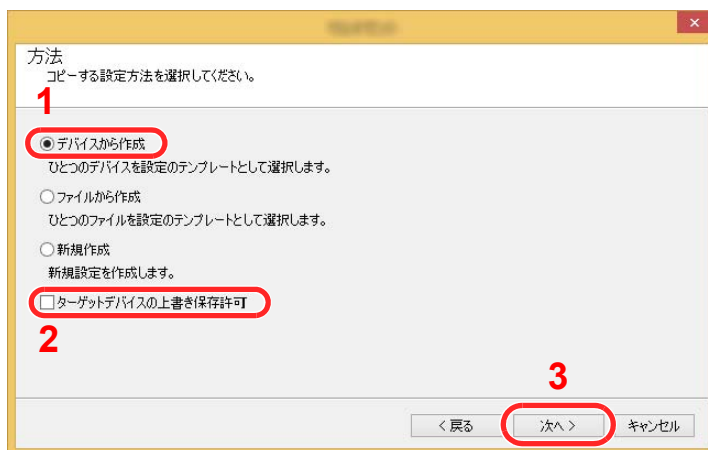 方法
コピーする設定方法を選択してください。
1
デバイスから作成
ひとつのデバイスを設定のテンプレートとして選択します。
ファイルから作成
ひとつのファイルを設定のテンプレートとして選択します。
新規作成
新規設定を作成します。
ターゲットデバイスの上書き保存許可
2
3
< 戻る 次へ > キャンセル